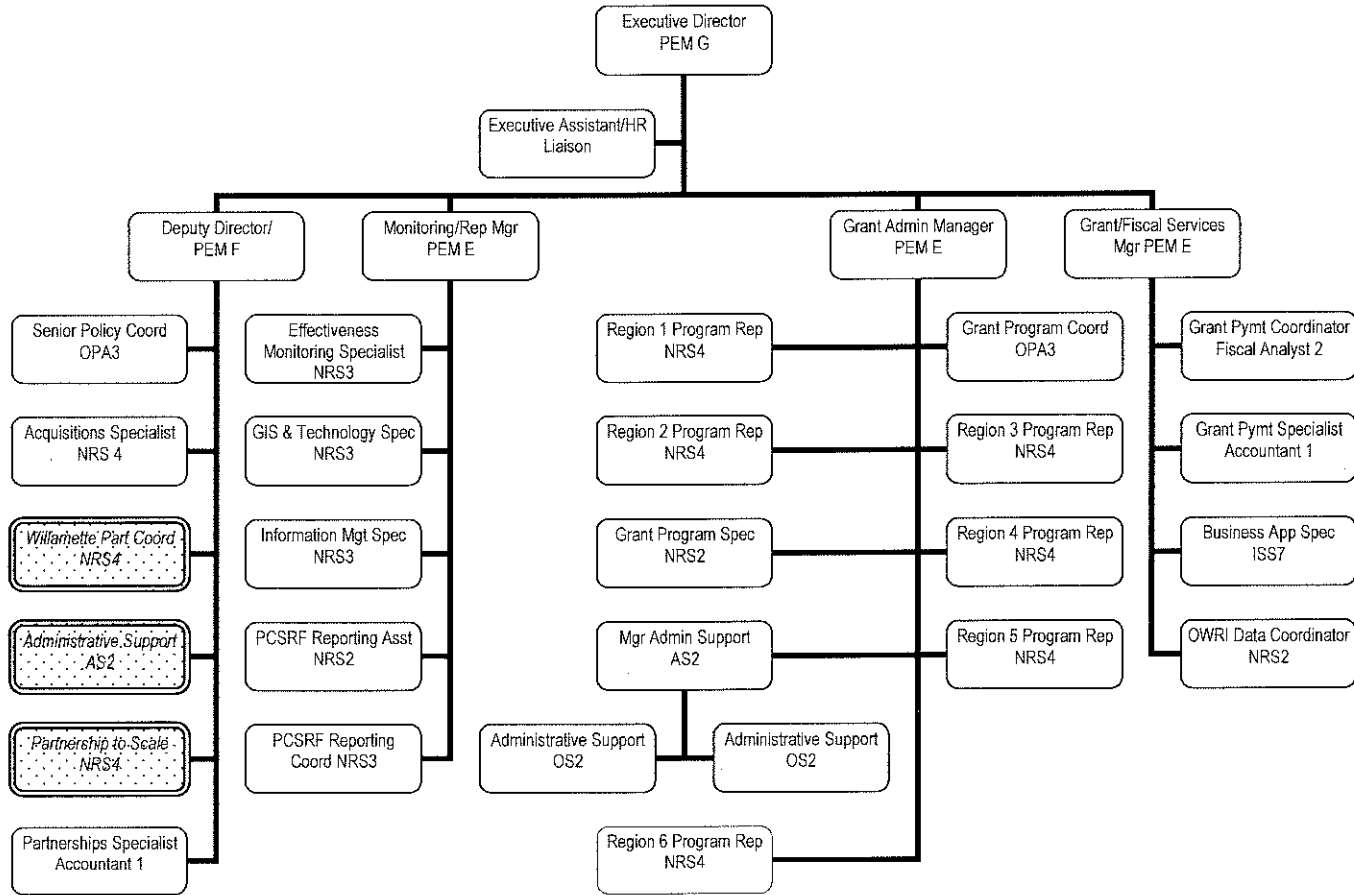 Executive Director
PEM G
Executive Assistant/HR
Liaison
Deputy Director/
PEM F
Monitoring/Rep Mgr
PEM E
Grant Admin Manager
PEM E
Grant/Fiscal Services
Mgr PEM E
Senior Policy Coord
OPA3
Effectiveness
Monitoring Specialist
NRS3
Region 1 Program Rep
NRS4
Grant Program Coord
OPA3
Grant Pymt Coordinator
Fiscal Analyst 2
Acquisitions Specialist
NRS 4
GIS & Technology Spec
NRS3
Region 2 Program Rep
NRS4
Region 3 Program Rep
NRS4
Grant Pymt Specialist
Accountant 1
Willamette Part Coord
NRS4
Information Mgt Spec
NRS3
Grant Program Spec
NRS2
Region 4 Program Rep
NRS4
Business App Spec
ISS7
Administrative Support
AS2
PCSRF Reporting Asst
NRS2
Mgr Admin Support
AS2
Region 5 Program Rep
NRS4
OWRI Data Coordinator
NRS2
Partnership to Scale
NRS4
PCSRF Reporting
Coord NRS3
Administrative Support
OS2
Administrative Support
OS2
Partnerships Specialist
Accountant 1
Region 6 Program Rep
NRS4